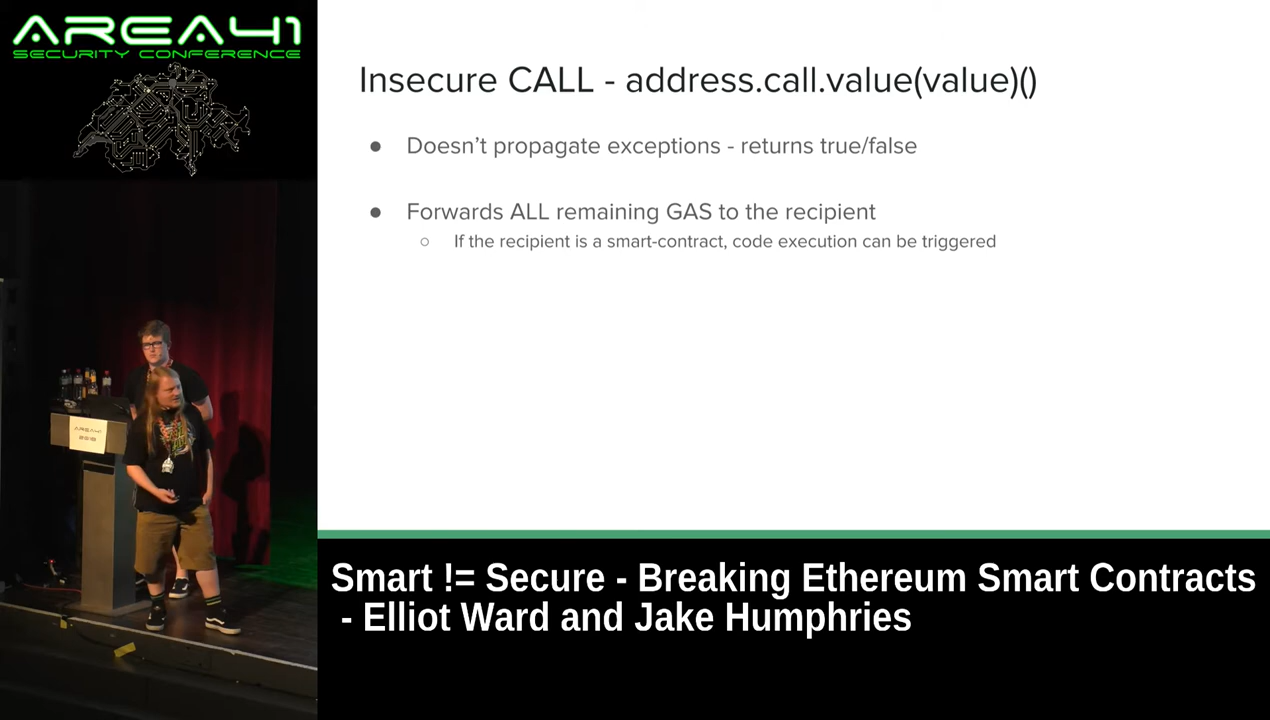 AREA41
SECURITY CONFERENCE
Insecure CALL - address.call.value(value)()
● Doesn’t propagate exceptions - returns true/false
● Forwards ALL remaining GAS to the recipient
○ If the recipient is a smart-contract, code execution can be triggered
AREA41
Smart != Secure - Breaking Ethereum Smart Contracts
- Elliot Ward and Jake Humphries